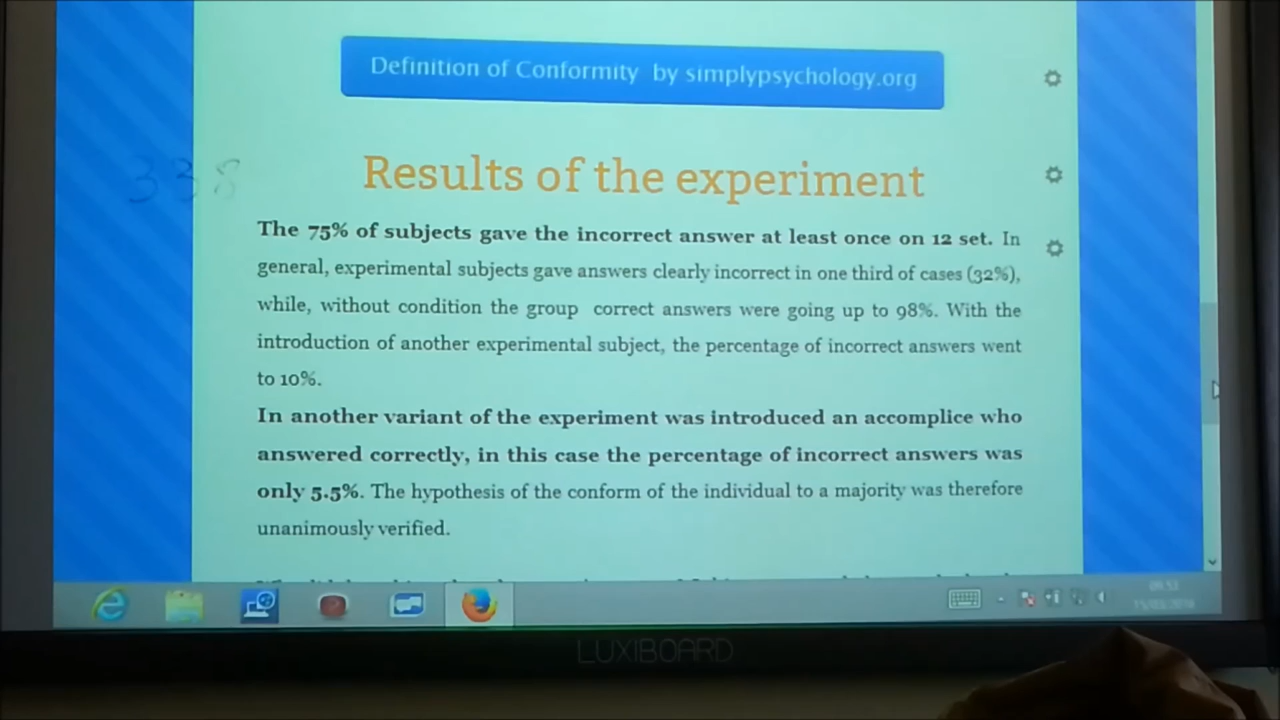 Definition of Conformity by simplypsychology.org
338
Results of the experiment
The 75% of subjects gave the incorrect answer at least once on 12 set. In
general, experimental subjects gave answers clearly incorrect in one third of cases (32%),
while, without condition the group correct answers were going up to 98%. With the
introduction of another experimental subject, the percentage of incorrect answers went
to 10%.
In another variant of the experiment was introduced an accomplice who
answered correctly, in this case the percentage of incorrect answers was
only 5.5%. The hypothesis of the conform of the individual to a majority was therefore
unanimously verified.
LUXIBOARD